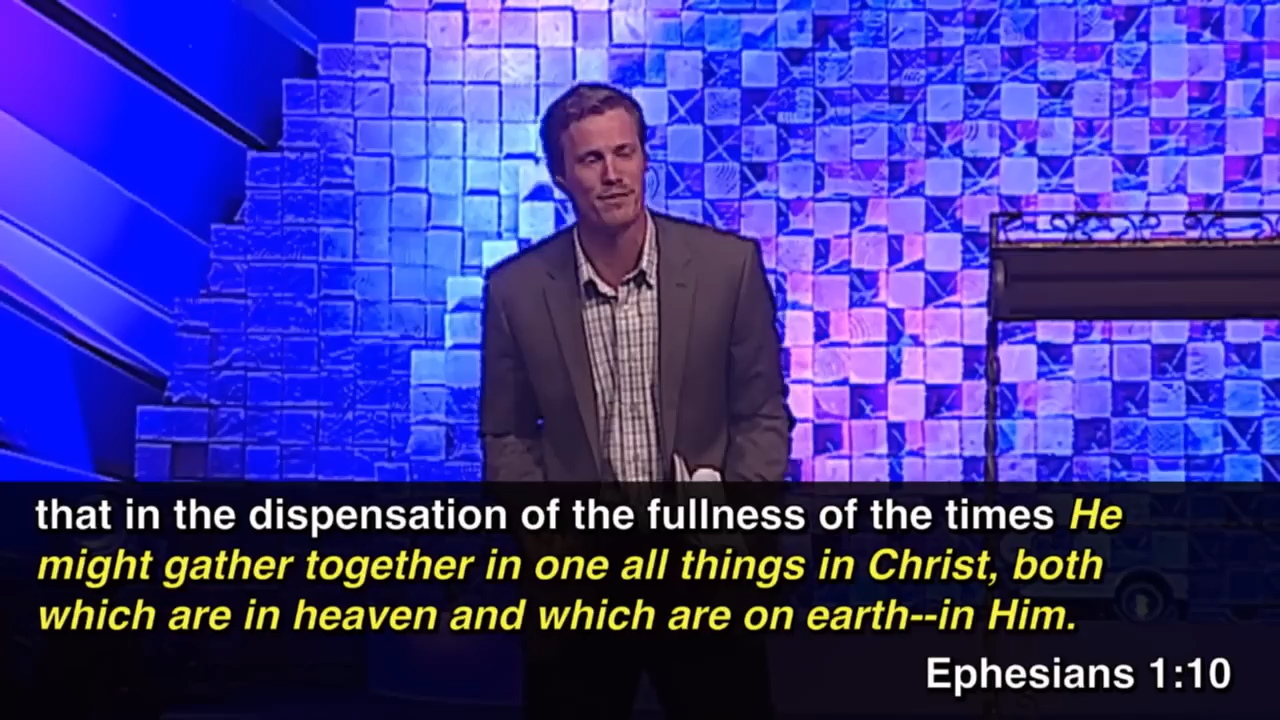 that in the dispensation of the fullness of the times He
might gather together in one all things in Christ, both
which are in heaven and which are on earth--in Him.
Ephesians 1:10